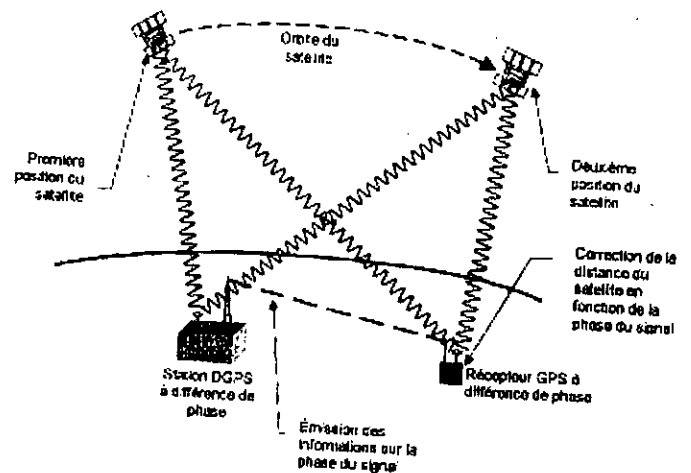 Orbite du
satellite
Première
position du
satellite
Deuxième
position du
satellite
Correction de la
distance du
satellite en
fonction de la
phase du signal
Station DGPS
à différence de
phase
Récepteur GPS à
différence de phase
Émission des
informations sur la
phase du signal